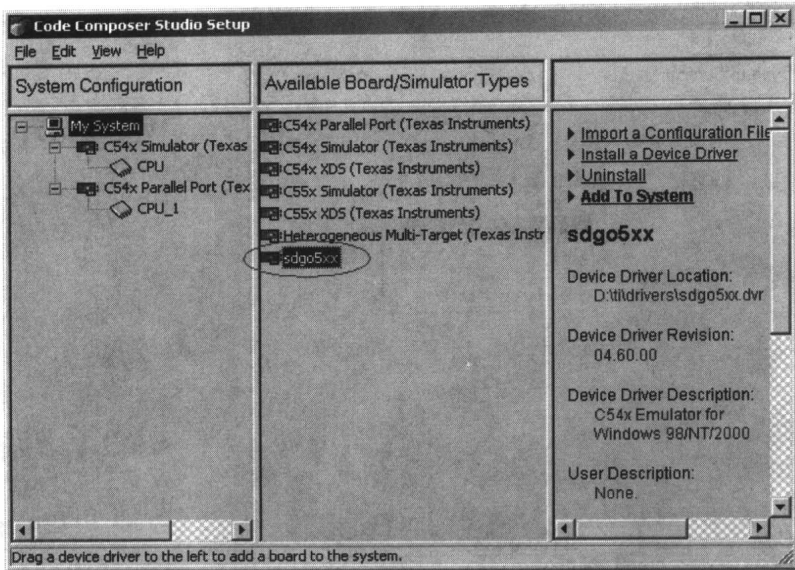 Code Composer Studio Setup
File Edit View Help
System Configuration
My System
C54x Simulator (Texas
CPU
C54x Parallel Port (Tex
CPU_1
Available Board/Simulator Types
C54x Parallel Port (Texas Instruments)
C54x Simulator (Texas Instruments)
C54x XDS (Texas Instruments)
C55x Simulator (Texas Instruments)
C55x XDS (Texas Instruments)
Heterogeneous Multi-Target (Texas Instr
sdgo5xx
Import a Configuration File
Install a Device Driver
Uninstall
Add To System
sdgo5xx
Device Driver Location:
D:\ti\drivers\sdgo5xx.dvr
Device Driver Revision:
04.60.00
Device Driver Description:
C54x Emulator for
Windows 98/NT/2000
User Description:
None.
Drag a device driver to the left to add a board to the system.